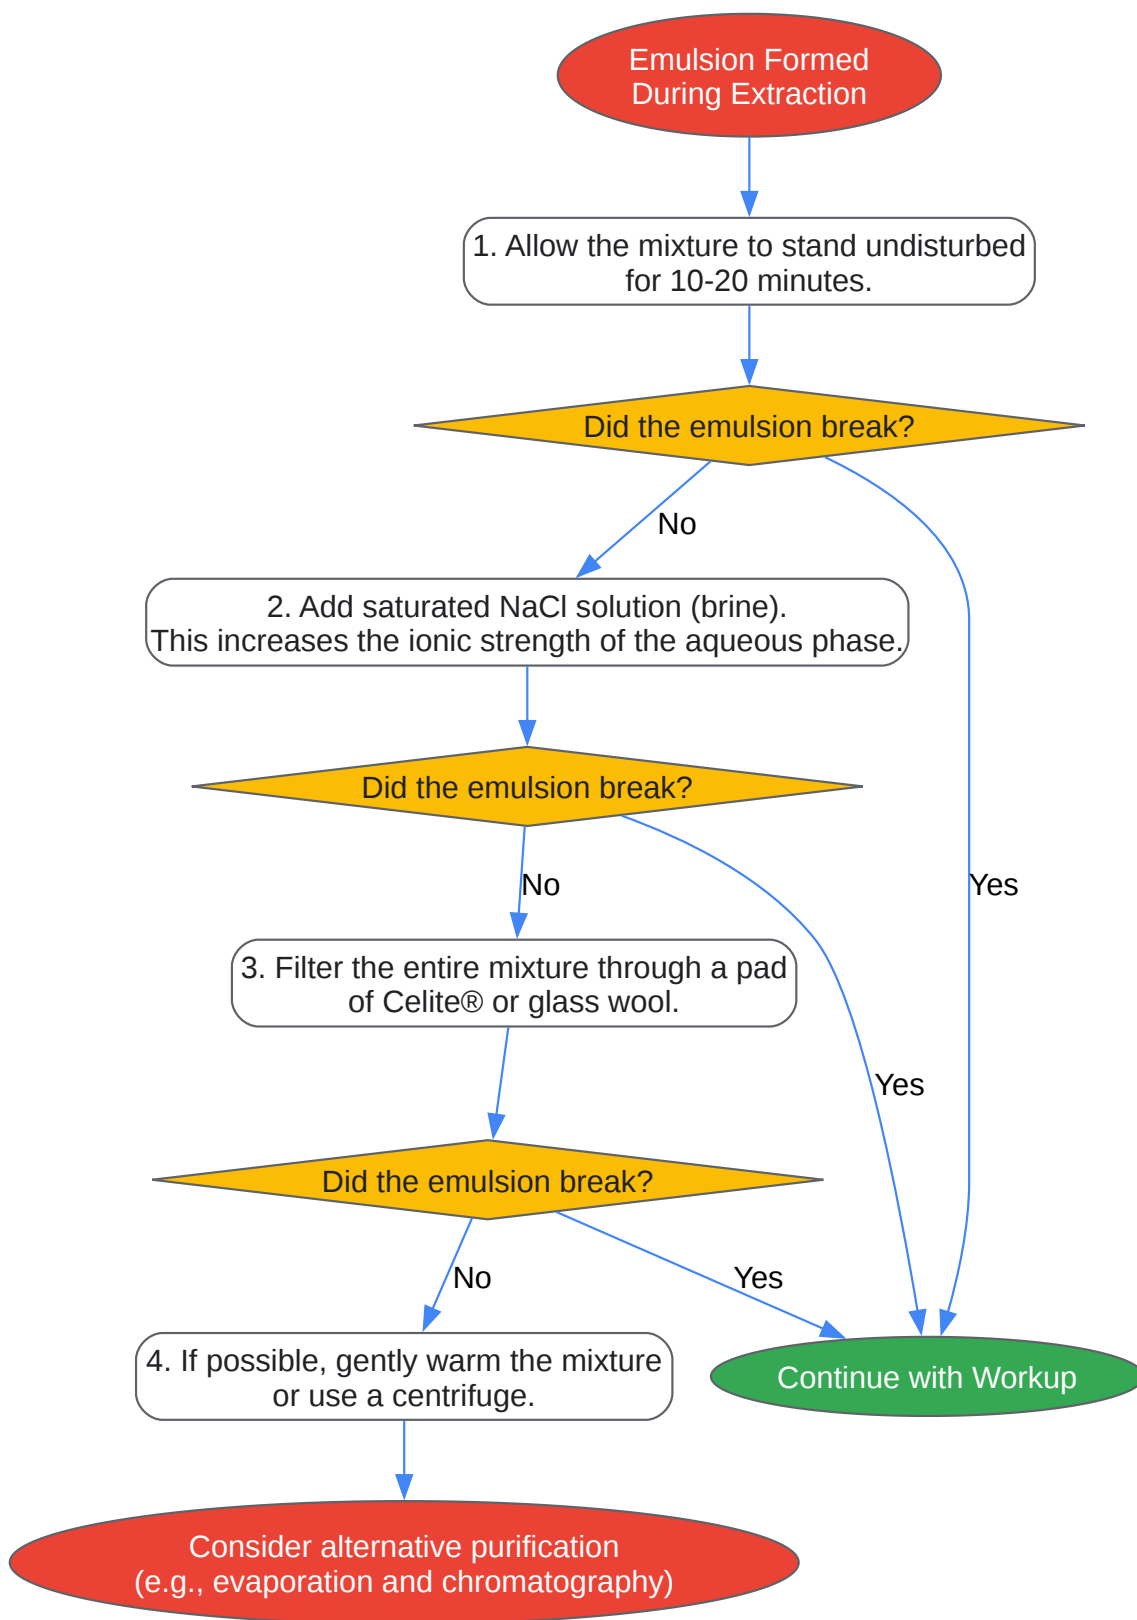 Emulsion Formed
During Extraction
1. Allow the mixture to stand undisturbed
for 10-20 minutes.
Did the emulsion break?
No
2. Add saturated NaCl solution (brine).
This increases the ionic strength of the aqueous phase.
Did the emulsion break?
No
Yes
3. Filter the entire mixture through a pad
of Celite® or glass wool.
Yes
Did the emulsion break?
No
Yes
4. If possible, gently warm the mixture
or use a centrifuge.
Continue with Workup
Consider alternative purification
(e.g., evaporation and chromatography)